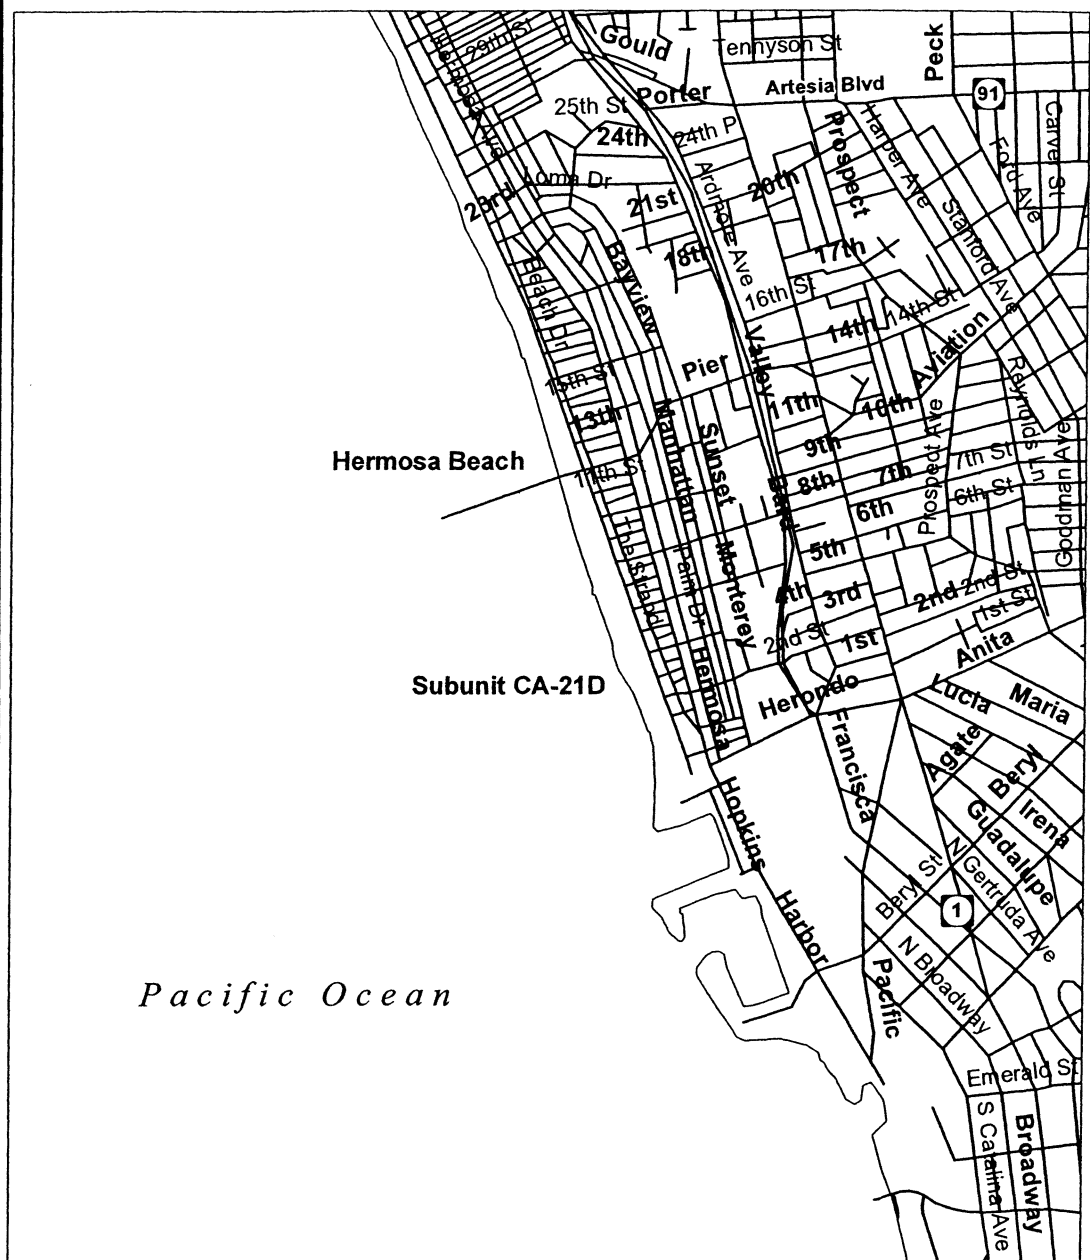 29th St
Gould
Tennyson St
Peck
Hermosa Ave
Porter
Artesia Blvd
91
25th St
24th
24th P
Prospect
Harper Ave
Ford Ave
Carver St
Loma Dr
23rd
21st
Ardmore Ave
20th
Stanford Ave
18th
17th
Bayview
Beach Dr
16th St
14th
14th St
Aviation
Valley
Pier
15th St
13th
11th
10th
Reynolds Ln
Manhattan
Sunset
Prospect Ave
9th
Hermosa Beach
11th St
8th
7th
7th St
Goodman Ave
Bard
6th
6th St
The Strand
Palm Dr
Monterey
5th
4th
3rd
2nd
2nd St
1st St
2nd St
1st
Anita
Hermosa
Subunit CA-21D
Herondo
Lucia
Maria
Francisca
Agate
Beryl
Hopkins
Guadalupe
Irena
N Gertruda Ave
Beryl St
1
Harbor
N Broadway
Pacific Ocean
Pacific
Emerald St
S Catalina Ave
Broadway